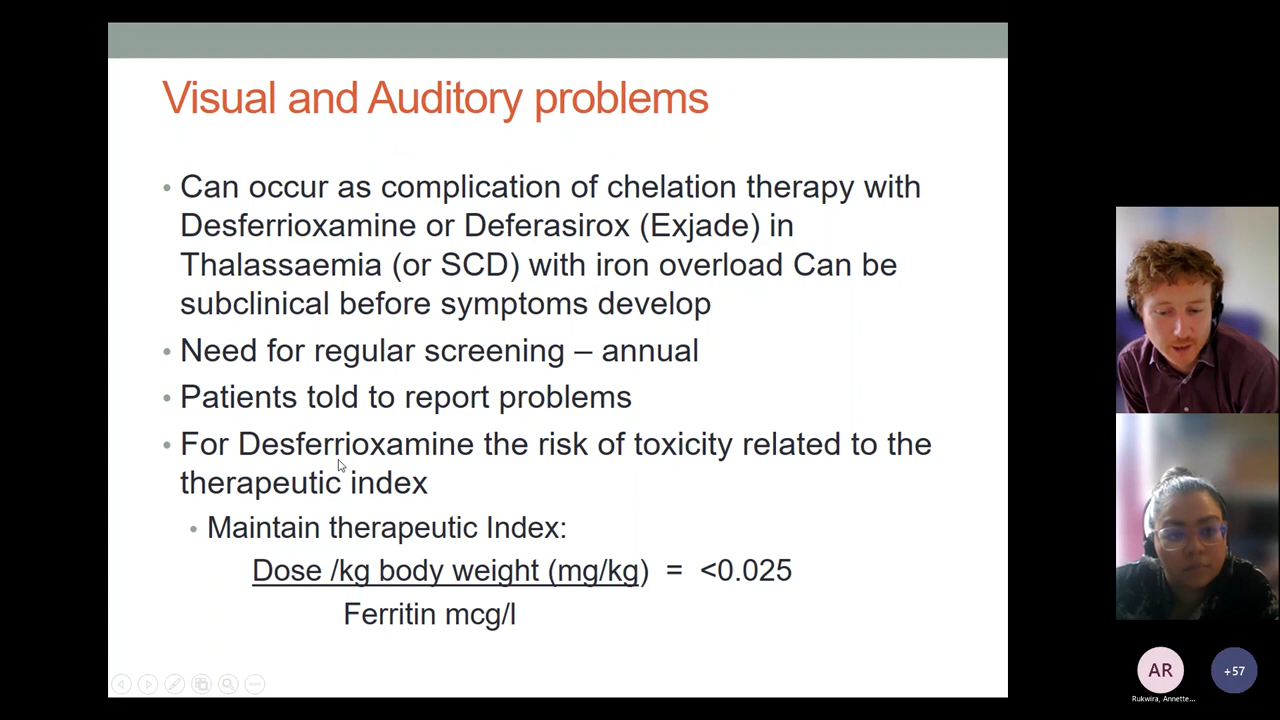 Visual and Auditory problems
• Can occur as complication of chelation therapy with
Desferrioxamine or Deferasirox (Exjade) in
Thalassaemia (or SCD) with iron overload Can be
subclinical before symptoms develop
• Need for regular screening – annual
• Patients told to report problems
• For Desferrioxamine the risk of toxicity related to the
therapeutic index
• Maintain therapeutic Index:
Dose /kg body weight (mg/kg) = <0.025
Ferritin mcg/l
AR
+57
Rukwira, Annette...